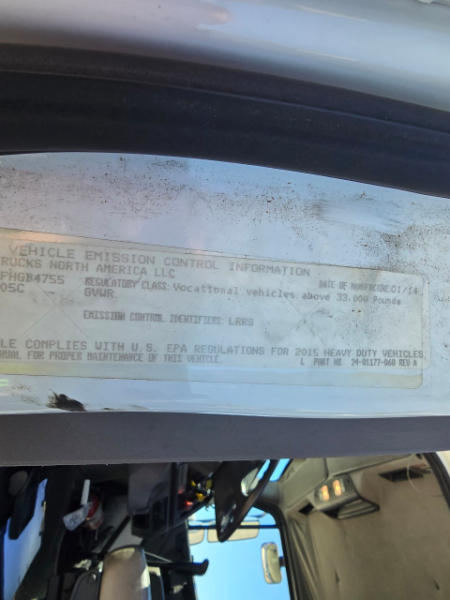 VEHICLE EMISSION CONTROL INFORMATION
TRUCKS NORTH AMERICA LLC
DATE OF MANUFACTURE: 01/14
REGULATORY CLASS: Vocational vehicles above 33,000 Pounds
05C GVWR
EMISSION CONTROL IDENTIFIERS: LRRS
LE COMPLIES WITH U.S. EPA REGULATIONS FOR 2015 HEAVY DUTY VEHICLES
NUAL FOR PROPER MAINTENANCE OF THIS VEHICLE.
L PART NO. 24-01177-060 REV A